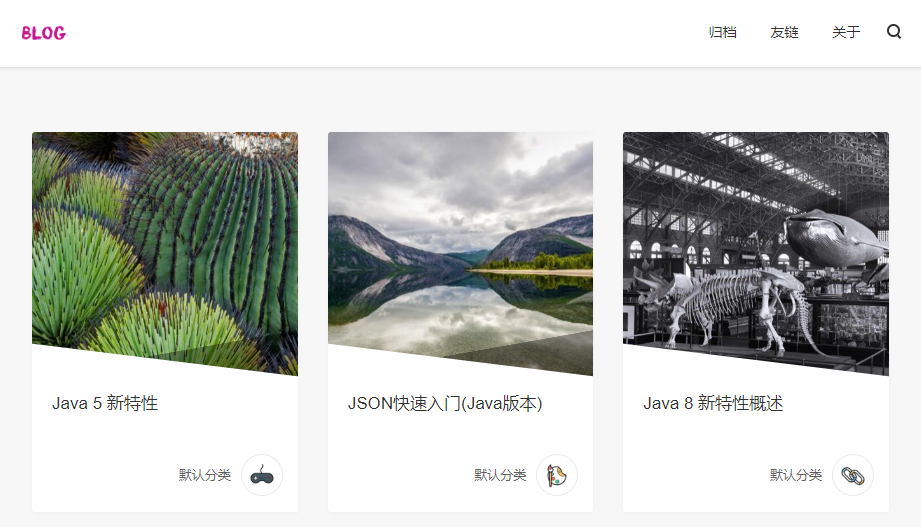 BLOG
归档
友链
关于
Java 5 新特性
JSON快速入门(Java版本)
Java 8 新特性概述
默认分类
默认分类
默认分类